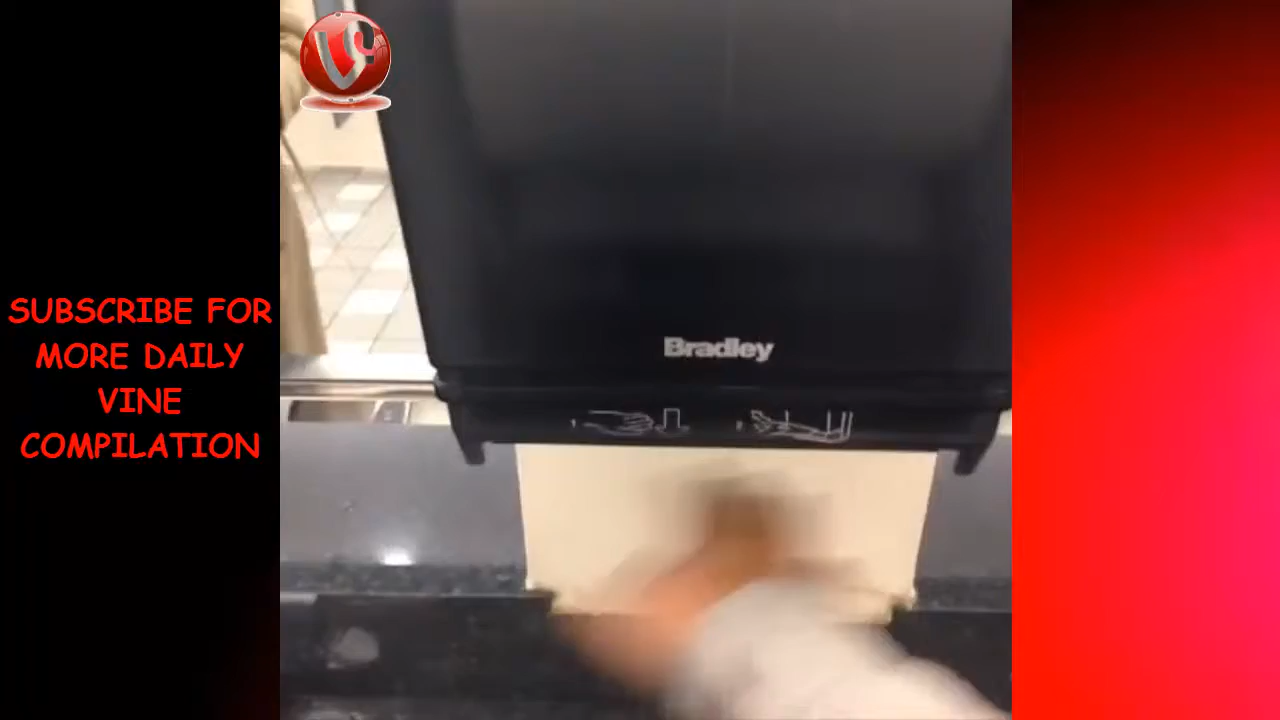 SUBSCRIBE FOR
MORE DAILY
VINE
COMPILATION
Bradley